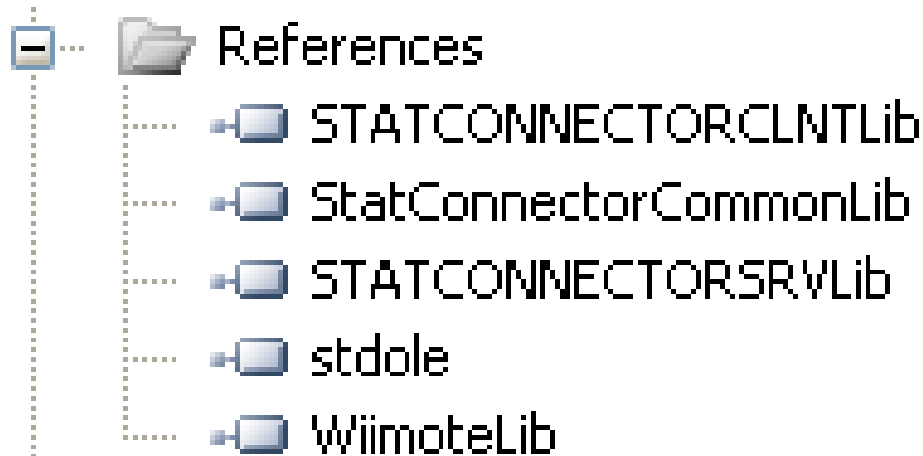 References
STATCONNECTORCLNTLib
StatConnectorCommonLib
STATCONNECTORSRVLib
stdole
WiimoteLib